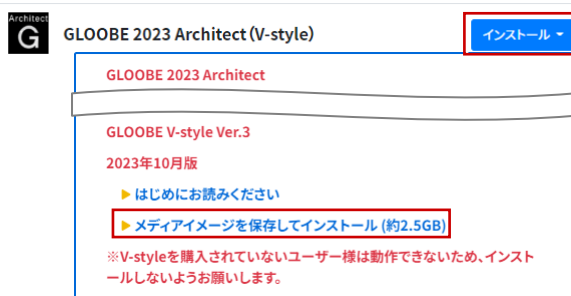 Architect
G
GLOOBE 2023 Architect(V-style)
インストール
GLOOBE 2023 Architect
GLOOBE V-style Ver.3
2023年10月版
はじめにお読みください
メディアイメージを保存してインストール (約2.5GB)
※V-styleを購入されていないユーザー様は動作できないため、インスト
ールしないようお願いします。